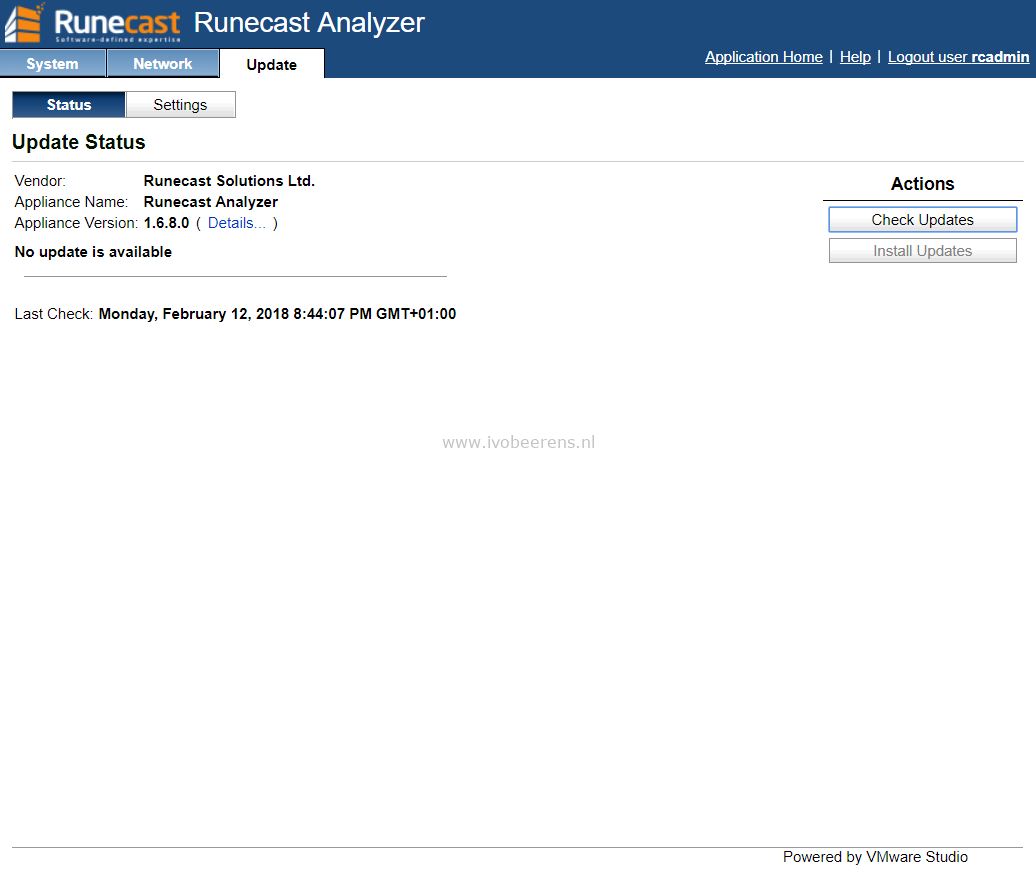 Runecast Runecast Analyzer
Software-defined expertise
System Network Update Application Home | Help | Logout user rcadmin
Status Settings
Update Status
Vendor: Runecast Solutions Ltd. Actions
Appliance Name: Runecast Analyzer
Appliance Version: 1.6.8.0 ( Details... ) Check Updates
No update is available Install Updates
Last Check: Monday, February 12, 2018 8:44:07 PM GMT+01:00
www.ivobeerens.nl
Powered by VMware Studio